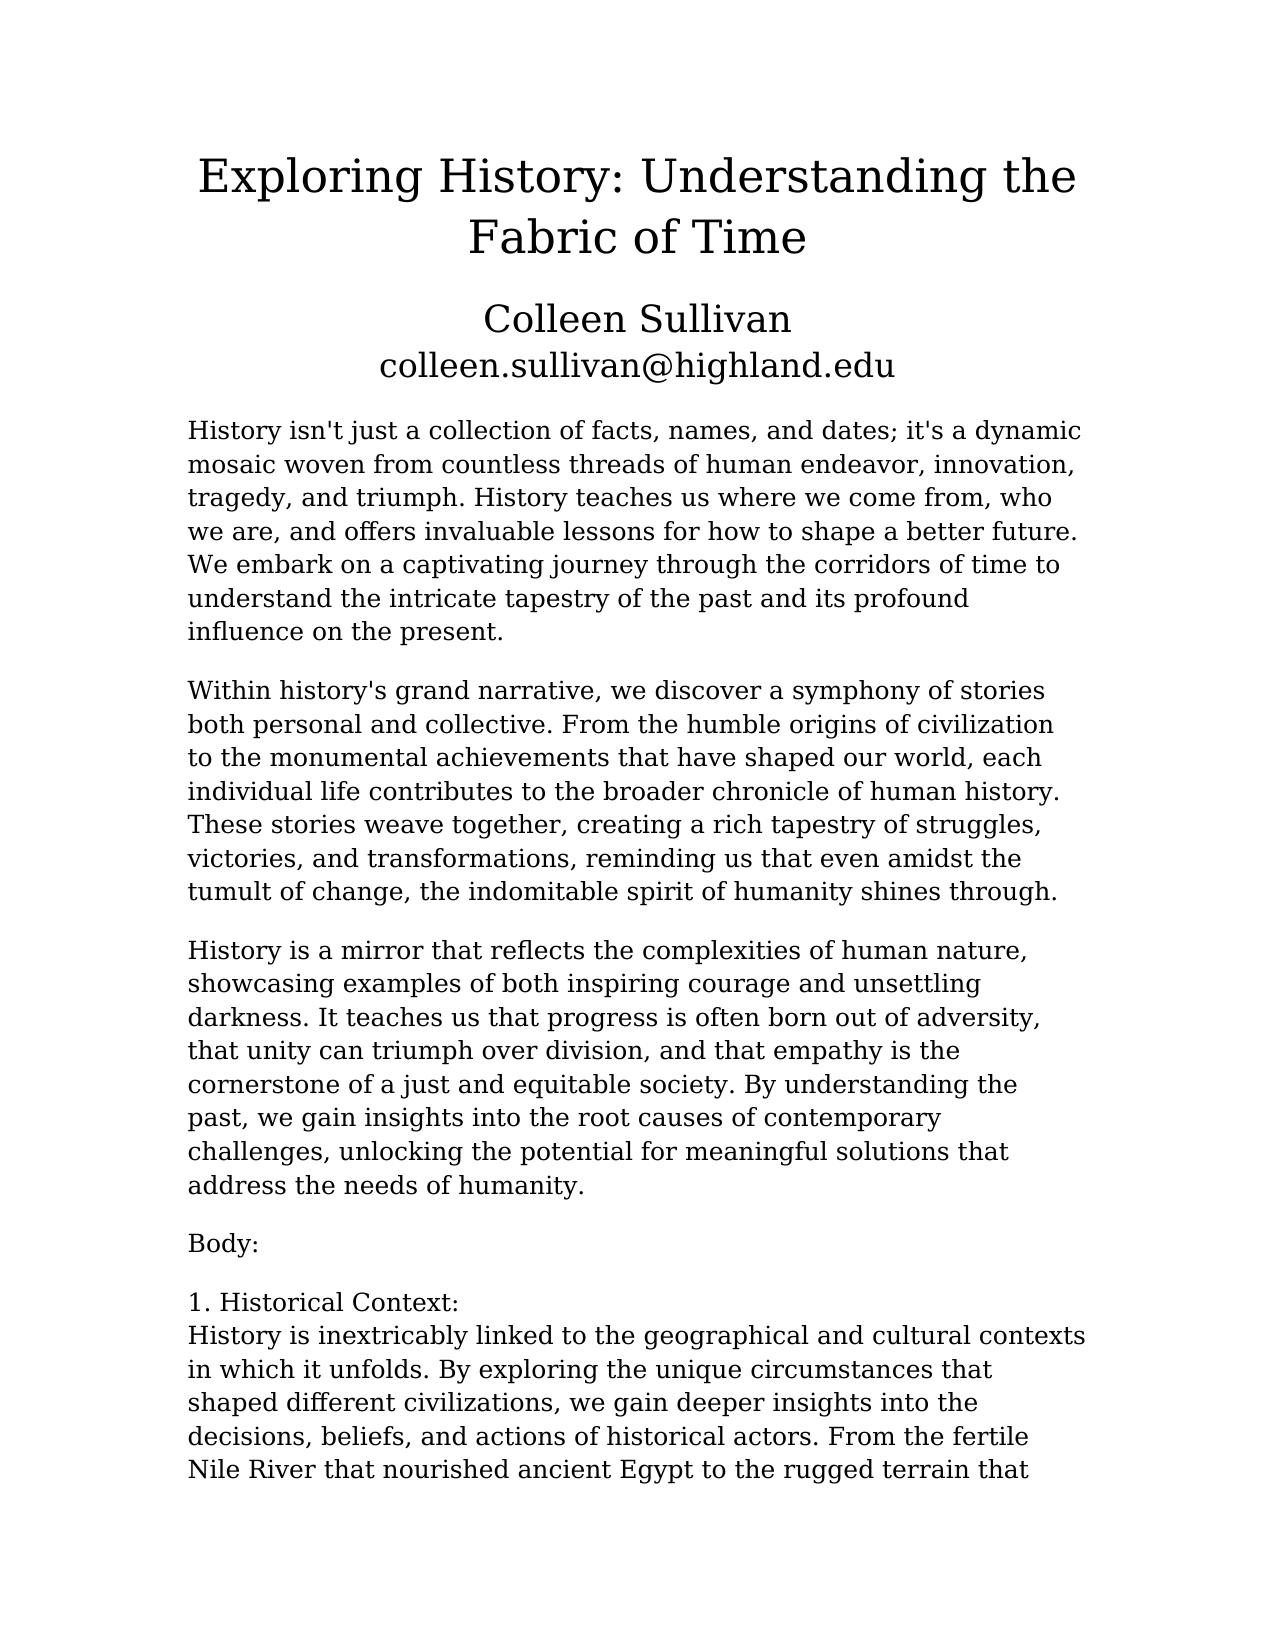 Exploring History: Understanding the
Fabric of Time
Colleen Sullivan
colleen.sullivan@highland.edu
History isn't just a collection of facts, names, and dates; it's a dynamic
mosaic woven from countless threads of human endeavor, innovation,
tragedy, and triumph. History teaches us where we come from, who
we are, and offers invaluable lessons for how to shape a better future.
We embark on a captivating journey through the corridors of time to
understand the intricate tapestry of the past and its profound
influence on the present.
Within history's grand narrative, we discover a symphony of stories
both personal and collective. From the humble origins of civilization
to the monumental achievements that have shaped our world, each
individual life contributes to the broader chronicle of human history.
These stories weave together, creating a rich tapestry of struggles,
victories, and transformations, reminding us that even amidst the
tumult of change, the indomitable spirit of humanity shines through.
History is a mirror that reflects the complexities of human nature,
showcasing examples of both inspiring courage and unsettling
darkness. It teaches us that progress is often born out of adversity,
that unity can triumph over division, and that empathy is the
cornerstone of a just and equitable society. By understanding the
past, we gain insights into the root causes of contemporary
challenges, unlocking the potential for meaningful solutions that
address the needs of humanity.
Body:
1. Historical Context:
History is inextricably linked to the geographical and cultural contexts
in which it unfolds. By exploring the unique circumstances that
shaped different civilizations, we gain deeper insights into the
decisions, beliefs, and actions of historical actors. From the fertile
Nile River that nourished ancient Egypt to the rugged terrain that